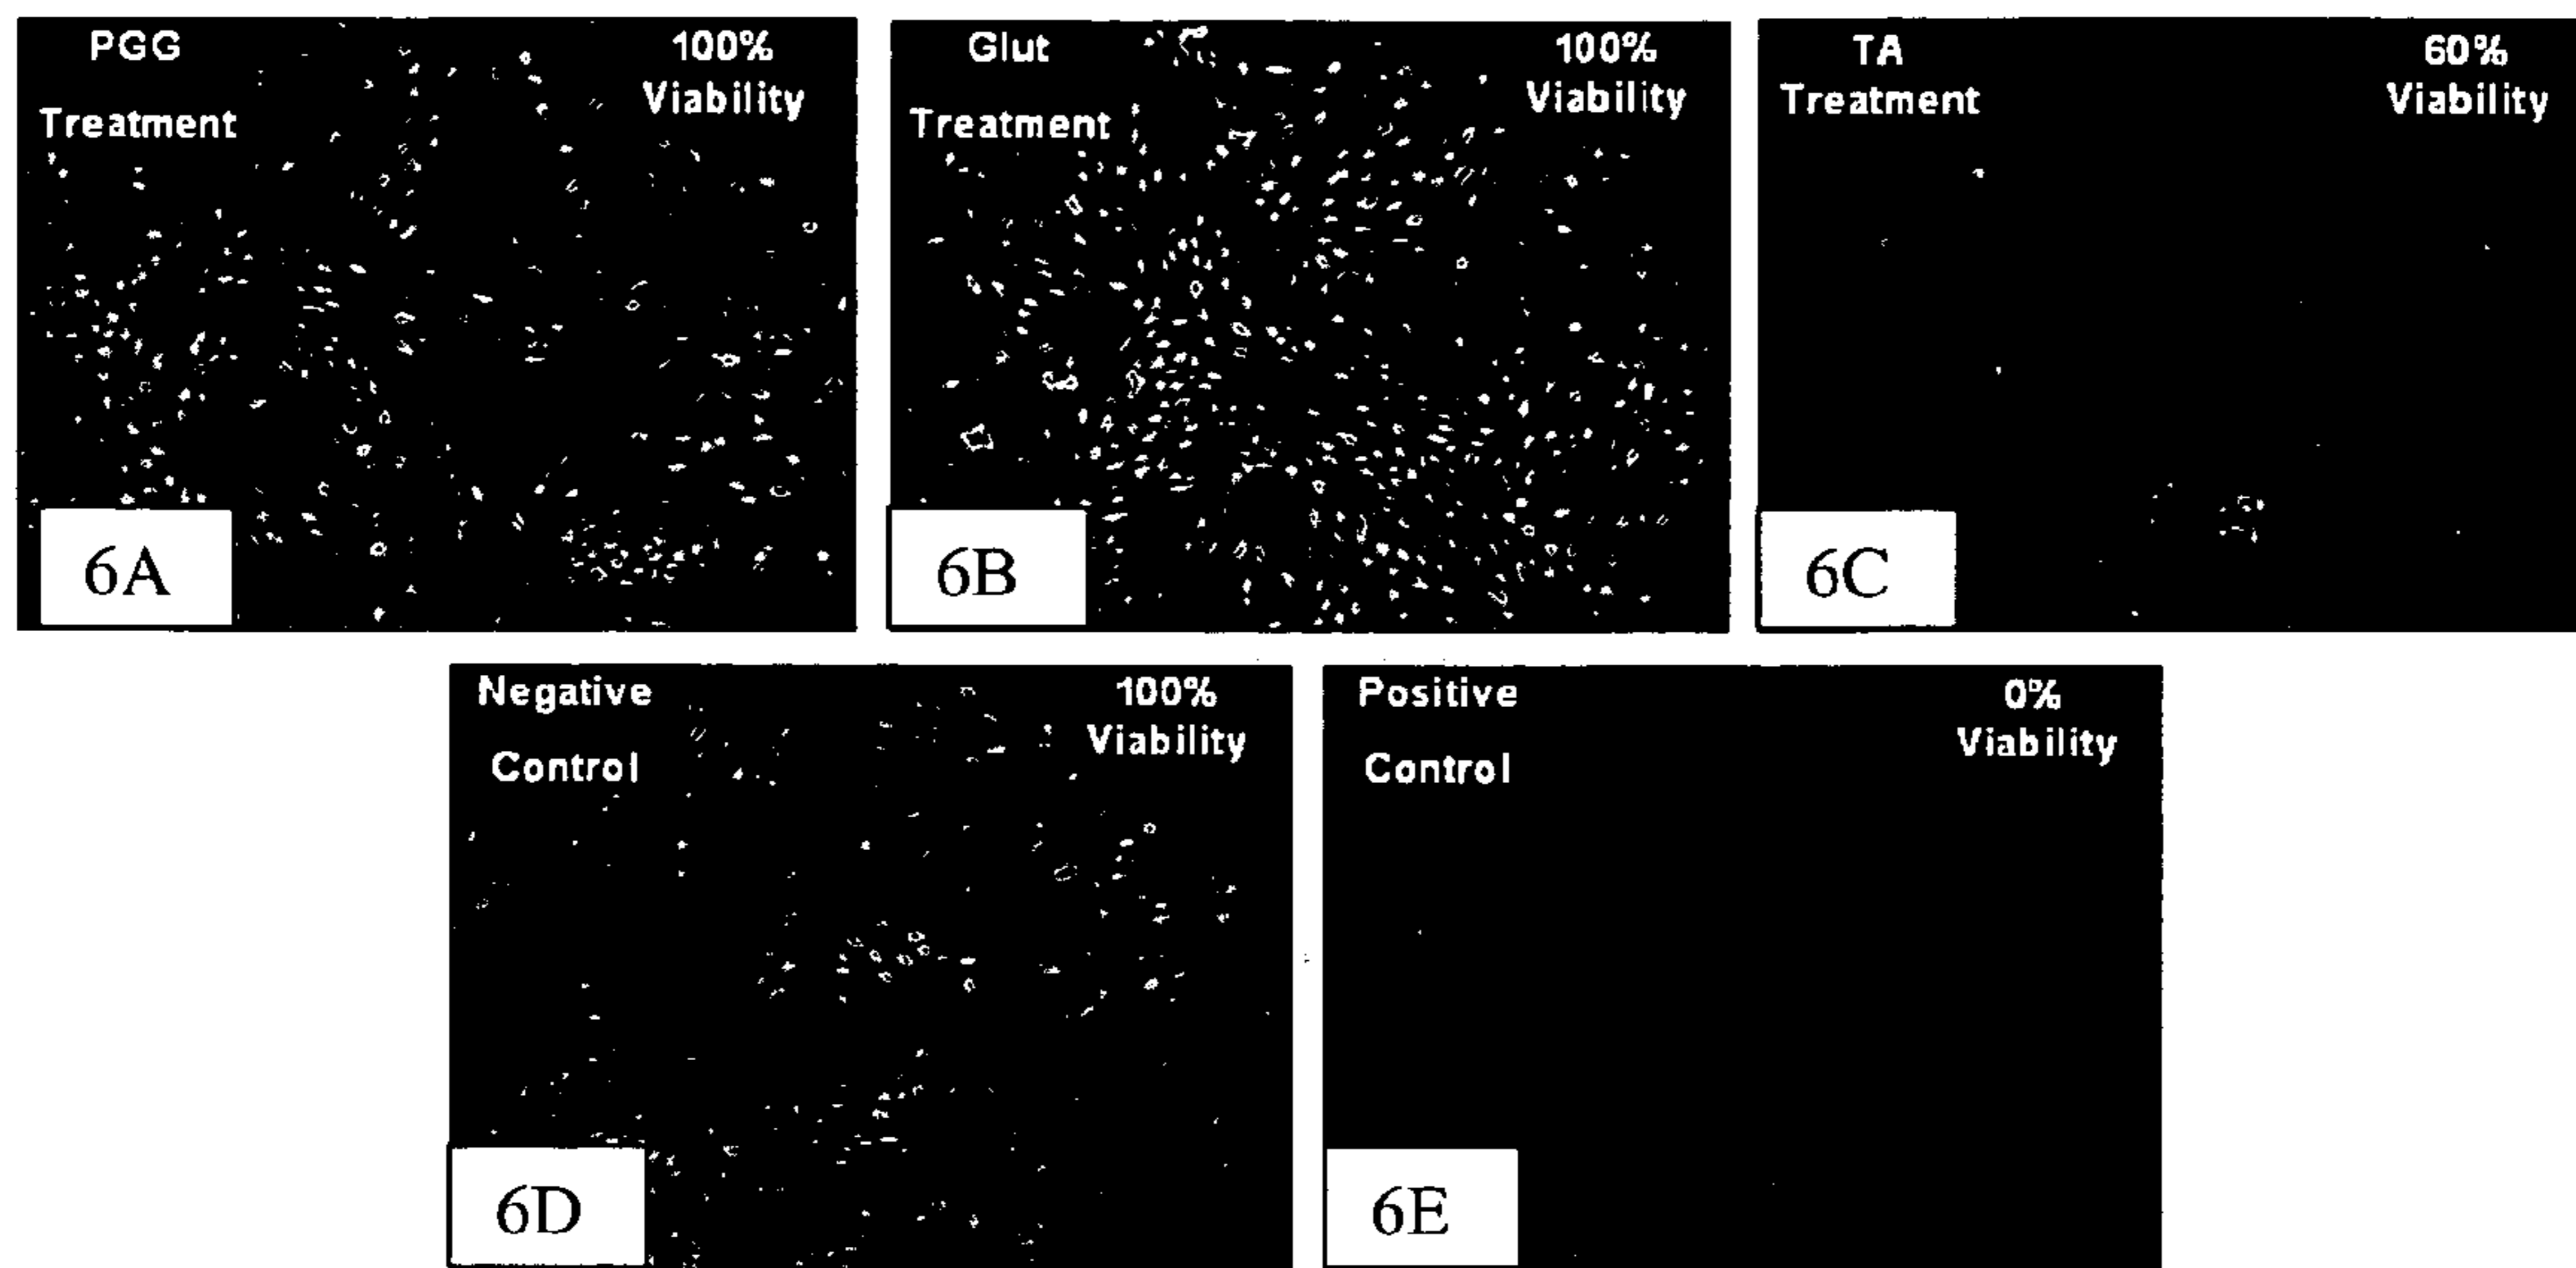 PGG
Treatment
100%
Viability
6A
Glut
Treatment
100%
Viability
6B
TA
Treatment
60%
Viability
6C
Negative
Control
100%
Viability
6D
Positive
Control
0%
Viability
6E